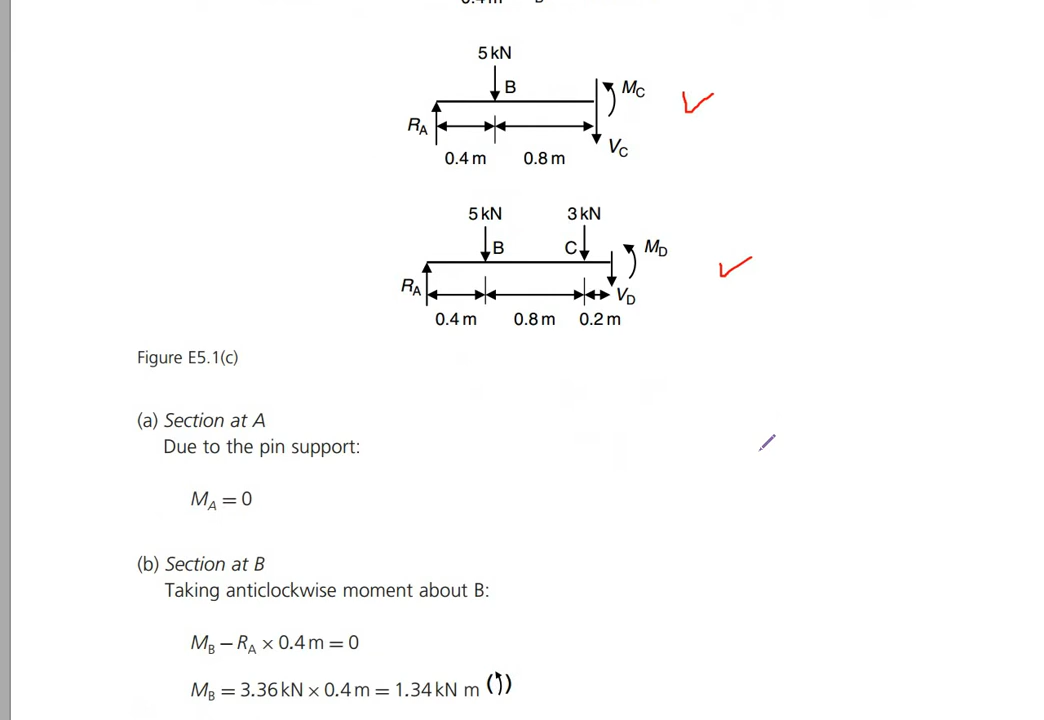 5 kN
B
M_C
R_A
V_C
0.4 m 0.8 m
5 kN 3 kN
B C M_D
R_A
V_D
0.4 m 0.8 m 0.2 m
Figure E5.1(c)
(a) Section at A
Due to the pin support:
M_A = 0
(b) Section at B
Taking anticlockwise moment about B:
M_B − R_A × 0.4 m = 0
M_B = 3.36 kN × 0.4 m = 1.34 kN m